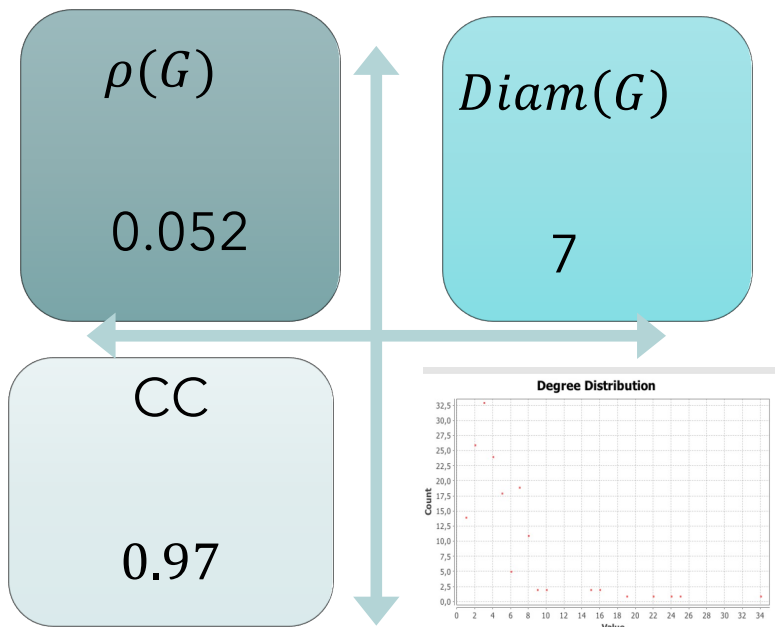 ρ(G)
0.052
Diam(G)
7
CC
0.97
Degree Distribution
32,5
30,0
27,5
25,0
22,5
20,0
17,5
15,0
12,5
10,0
7,5
5,0
2,5
0,0
Count
0 2 4 6 8 10 12 14 16 18 20 22 24 26 28 30 32 34
Value